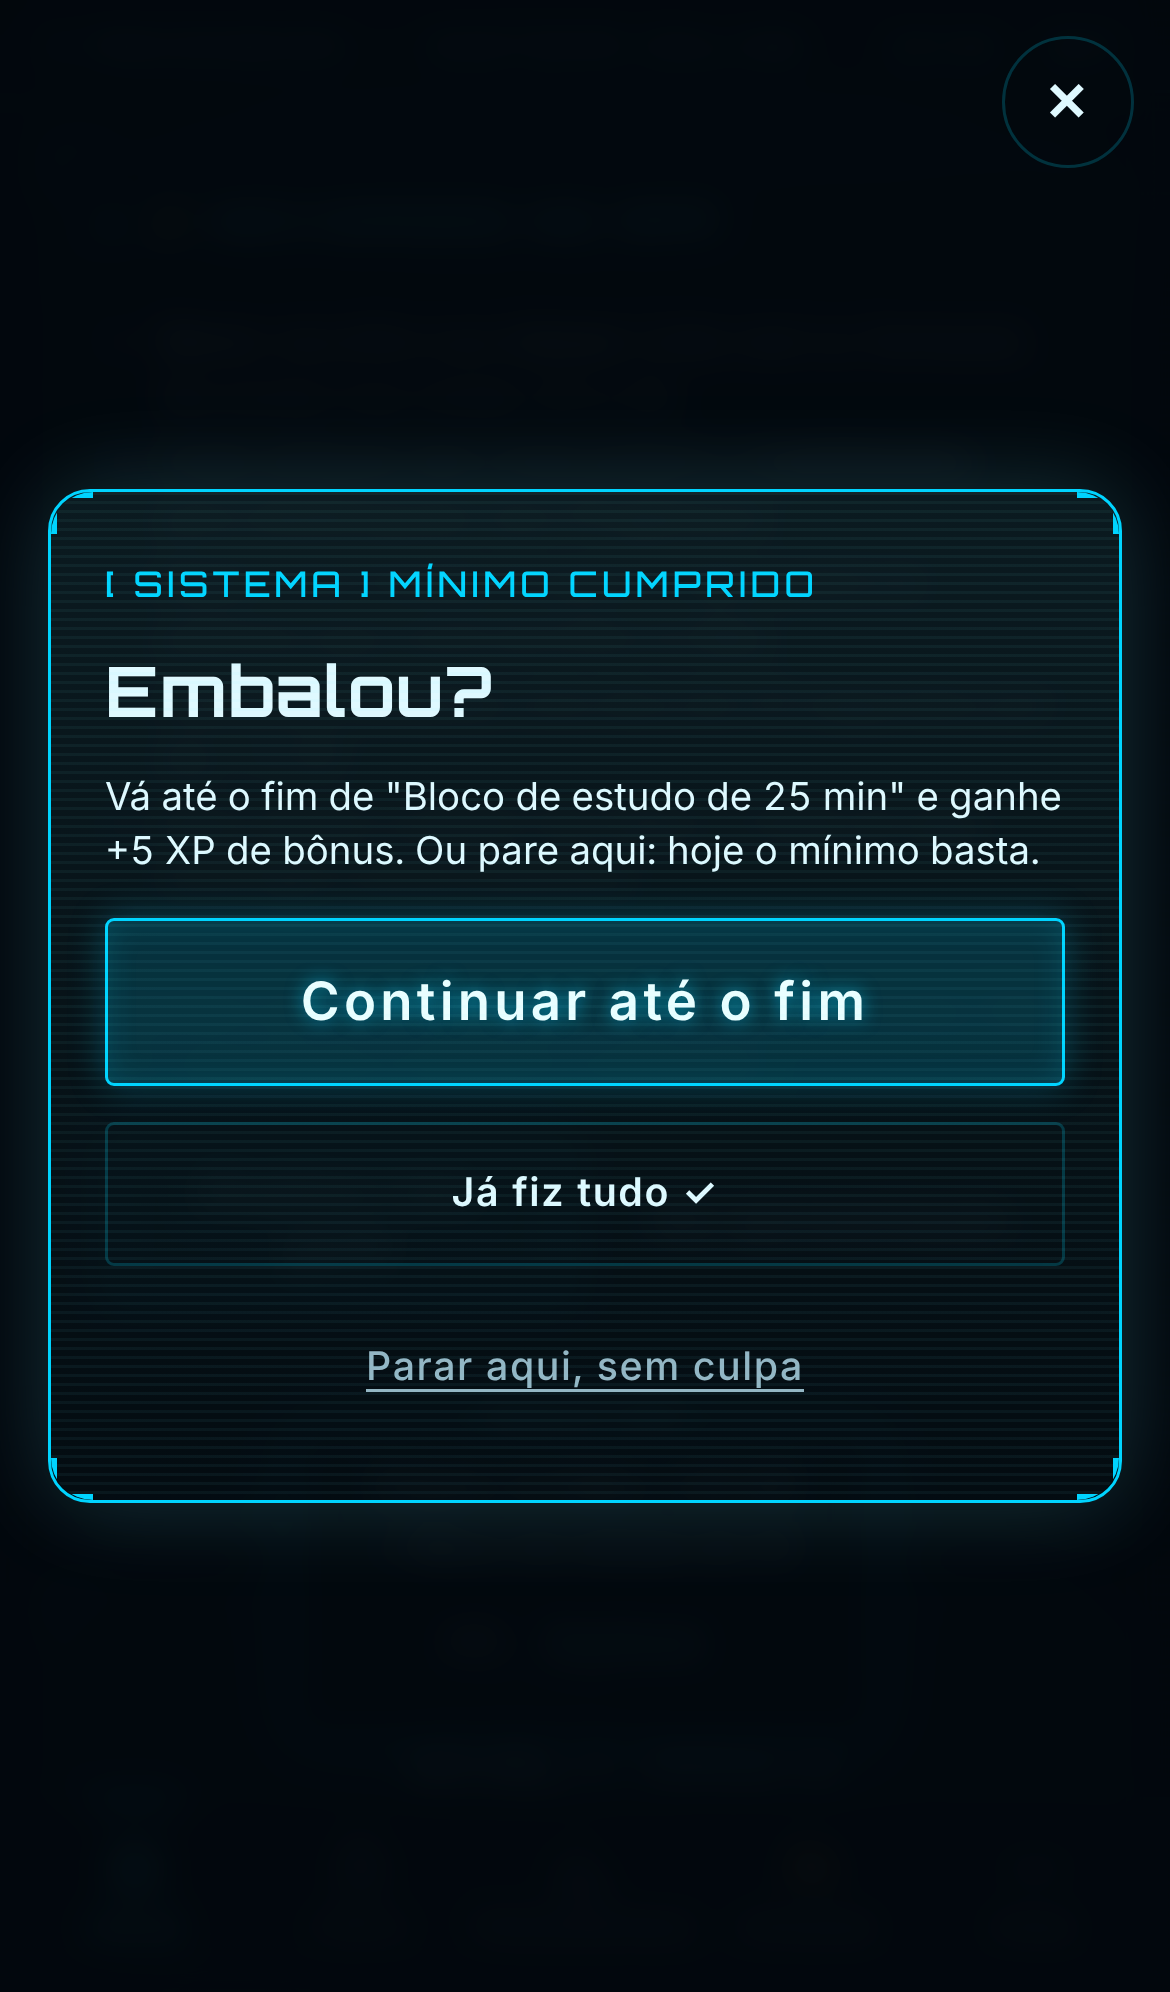 ✕
[ SISTEMA ] MÍNIMO CUMPRIDO
Embalou?
Vá até o fim de "Bloco de estudo de 25 min" e ganhe
+5 XP de bônus. Ou pare aqui: hoje o mínimo basta.
Continuar até o fim
Já fiz tudo ✓
Parar aqui, sem culpa